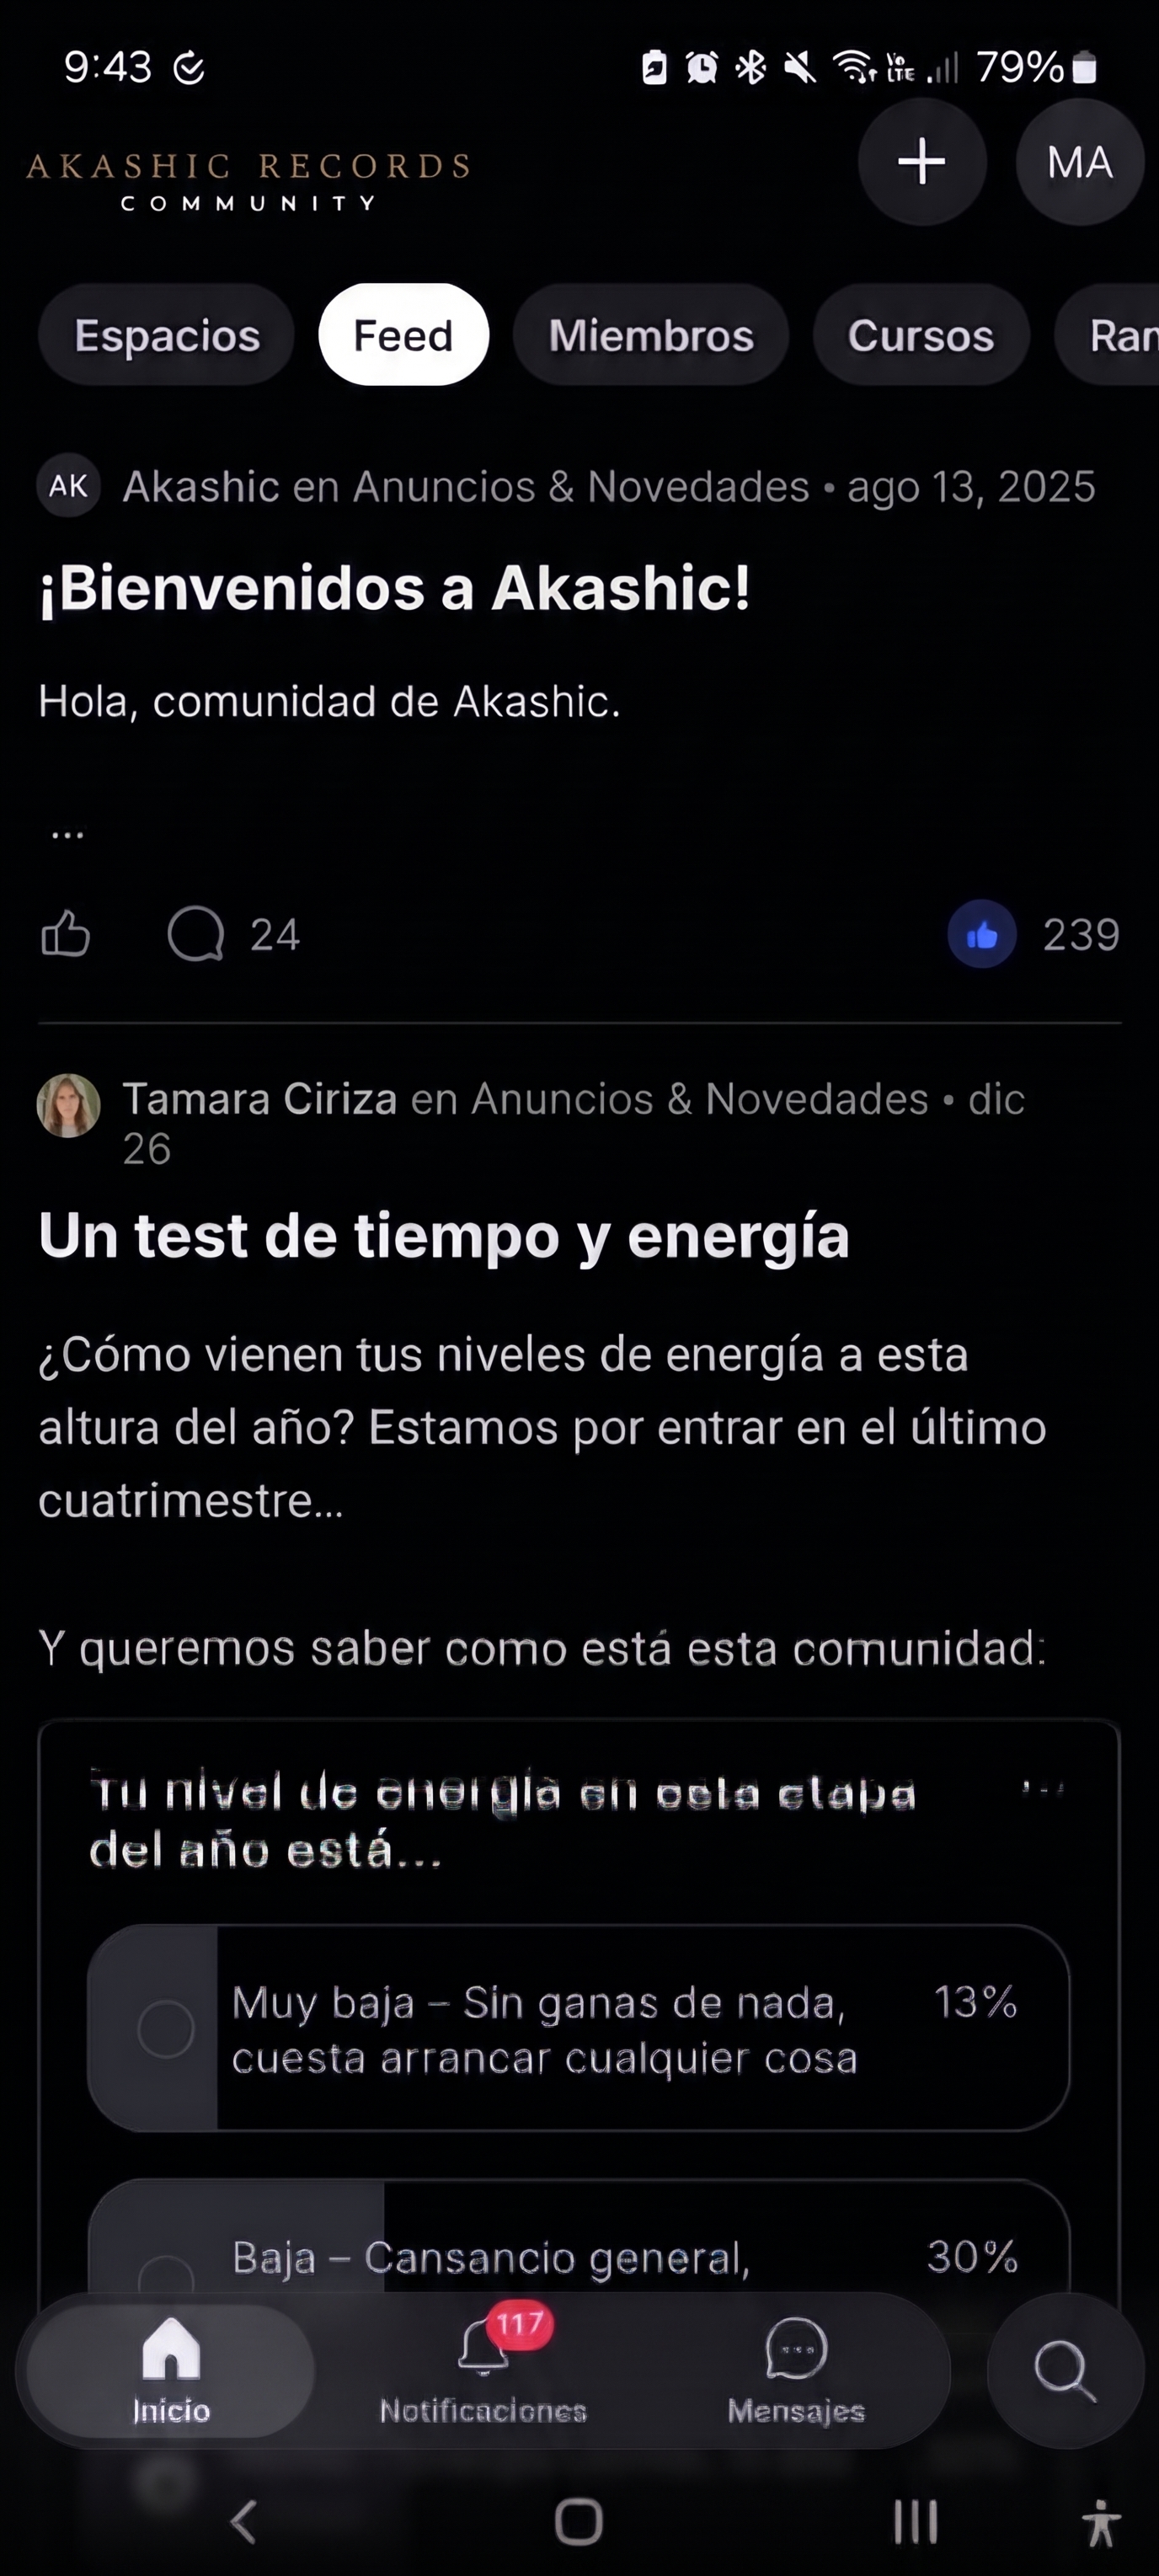 9:43
Vo
LTE
79%
AKASHIC RECORDS
COMMUNITY
MA
Espacios
Feed
Miembros
Cursos
Ran
AK
Akashic en Anuncios & Novedades • ago 13, 2025
¡Bienvenidos a Akashic!
Hola, comunidad de Akashic.
...
24
239
Tamara Ciriza en Anuncios & Novedades • dic
26
Un test de tiempo y energía
¿Cómo vienen tus niveles de energía a esta
altura del año? Estamos por entrar en el último
cuatrimestre...
Y queremos saber como está esta comunidad:
Tu nivel de energía en esta etapa
del año está...
Muy baja – Sin ganas de nada,
cuesta arrancar cualquier cosa
13%
Baja – Cansancio general,
30%
117
Inicio
Notificaciones
Mensajes